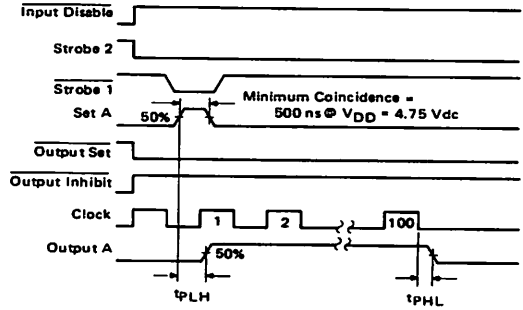 Input Disable
Strobe 2
Strobe 1
Minimum Coincidence =
500 ns @ VDD = 4.75 Vdc
Set A
50%
Output Set
Output Inhibit
Clock
1
2
100
Output A
50%
tPLH
tPHL